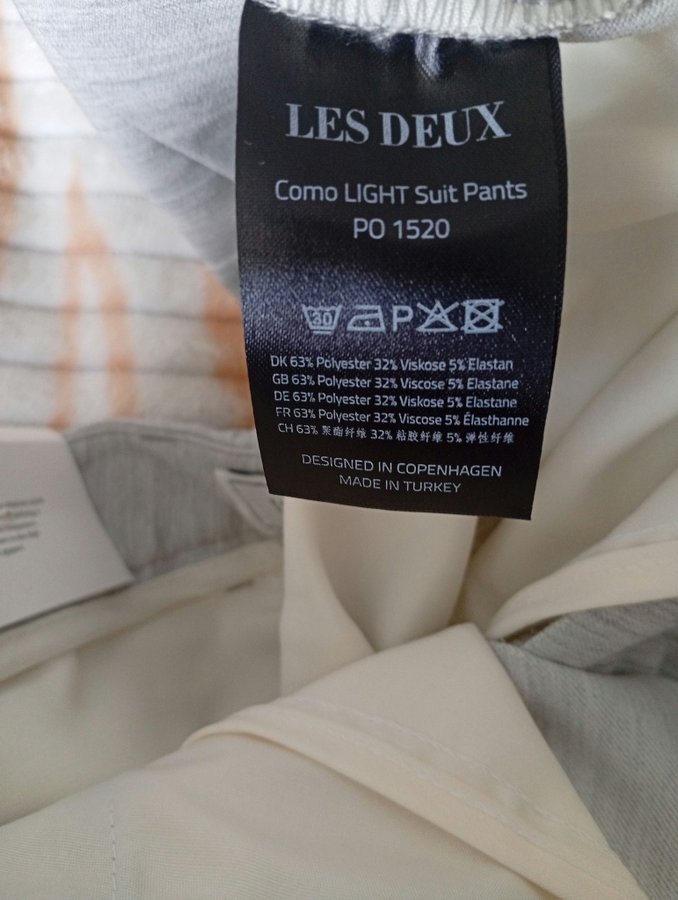 LES DEUX
Como LIGHT Suit Pants
PO 1520
30 P
DK 63% Polyester 32% Viskose 5% Elastan
GB 63% Polyester 32% Viscose 5% Elastane
DE 63% Polyester 32% Viscose 5% Elastane
FR 63% Polyester 32% Viscose 5% Élasthanne
CH 63% 聚酯纤维 32% 粘胶纤维 5% 弹性纤维
DESIGNED IN COPENHAGEN
MADE IN TURKEY